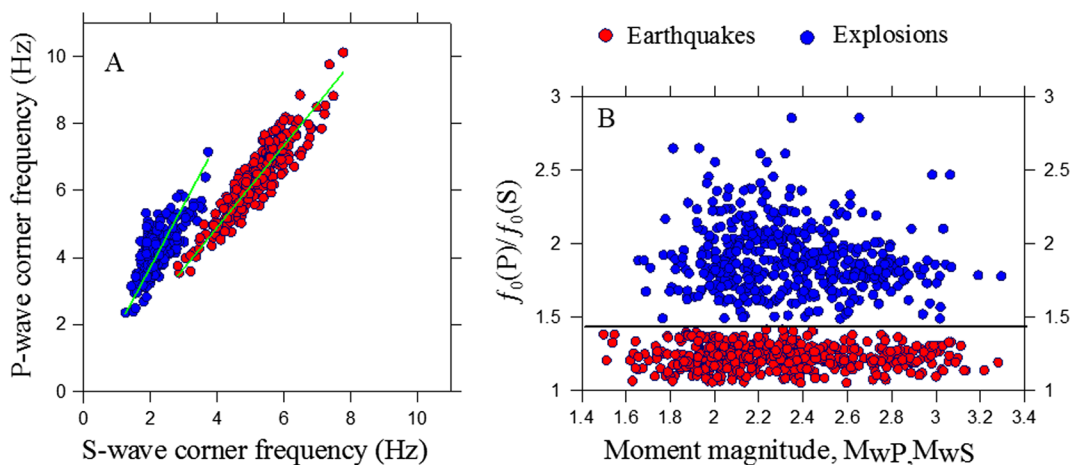 Earthquakes
Explosions
A
P-wave corner frequency (Hz)
10
8
6
4
2
0
0 2 4 6 8 10
S-wave corner frequency (Hz)
B
f₀(P)/f₀(S)
3
2.5
2
1.5
1
3
2.5
2
1.5
1
1.4 1.6 1.8 2 2.2 2.4 2.6 2.8 3 3.2 3.4
Moment magnitude, MwP,MwS